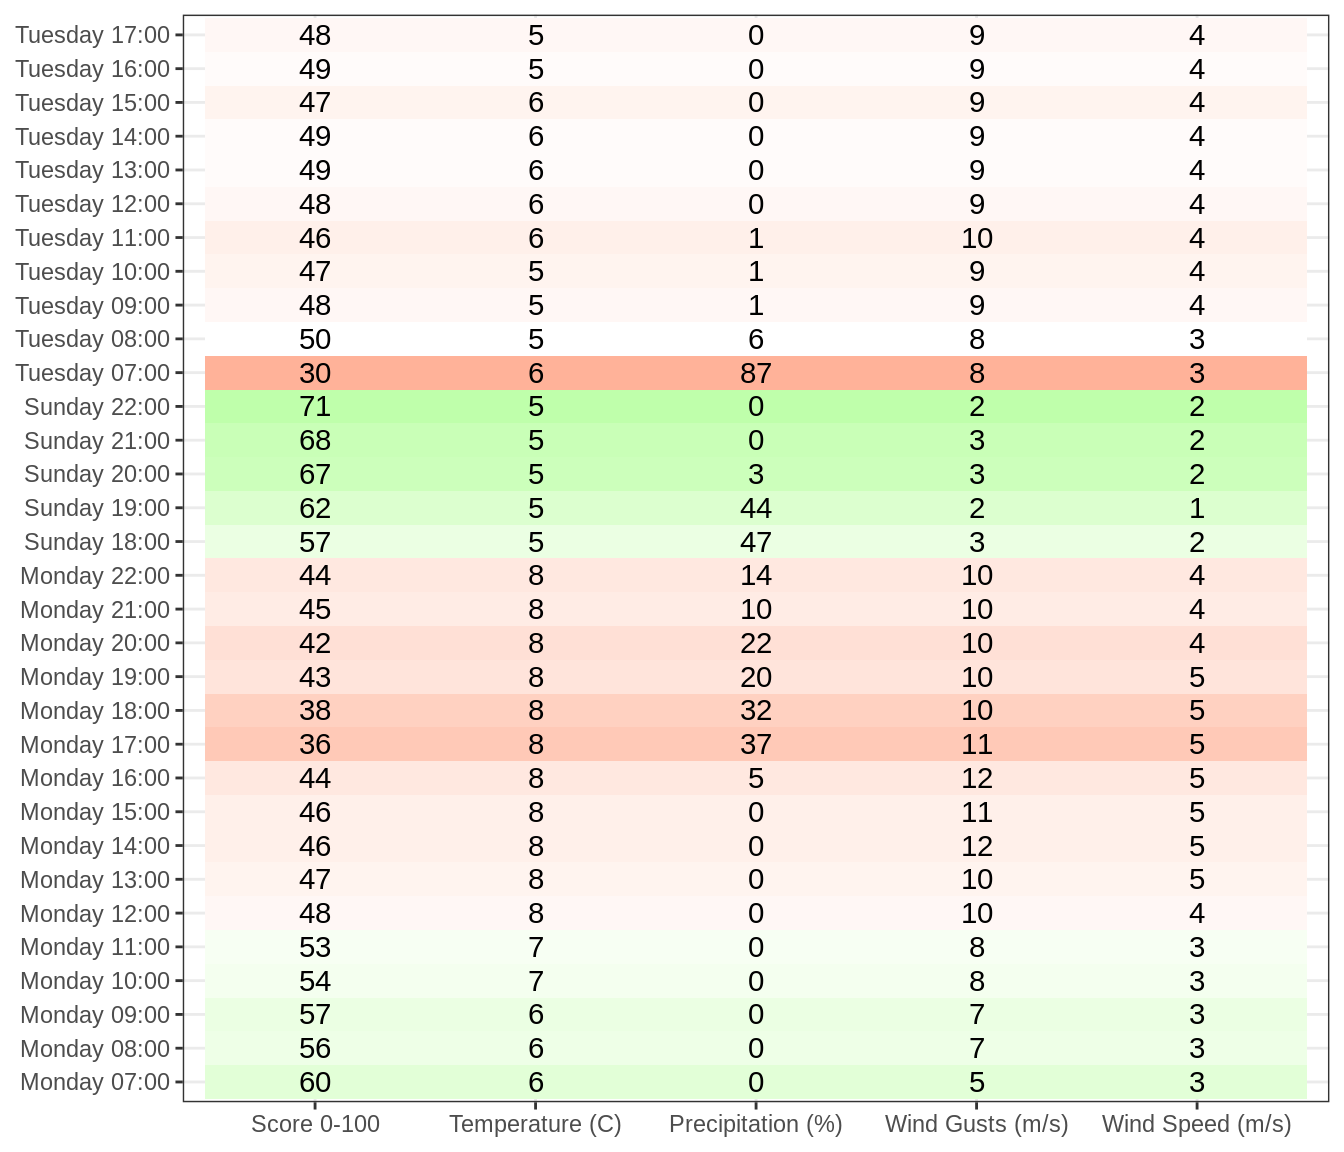 Tuesday 17:00 48 5 0 9 4
Tuesday 16:00 49 5 0 9 4
Tuesday 15:00 47 6 0 9 4
Tuesday 14:00 49 6 0 9 4
Tuesday 13:00 49 6 0 9 4
Tuesday 12:00 48 6 0 9 4
Tuesday 11:00 46 6 1 10 4
Tuesday 10:00 47 5 1 9 4
Tuesday 09:00 48 5 1 9 4
Tuesday 08:00 50 5 6 8 3
Tuesday 07:00 30 6 87 8 3
Sunday 22:00 71 5 0 2 2
Sunday 21:00 68 5 0 3 2
Sunday 20:00 67 5 3 3 2
Sunday 19:00 62 5 44 2 1
Sunday 18:00 57 5 47 3 2
Monday 22:00 44 8 14 10 4
Monday 21:00 45 8 10 10 4
Monday 20:00 42 8 22 10 4
Monday 19:00 43 8 20 10 5
Monday 18:00 38 8 32 10 5
Monday 17:00 36 8 37 11 5
Monday 16:00 44 8 5 12 5
Monday 15:00 46 8 0 11 5
Monday 14:00 46 8 0 12 5
Monday 13:00 47 8 0 10 5
Monday 12:00 48 8 0 10 4
Monday 11:00 53 7 0 8 3
Monday 10:00 54 7 0 8 3
Monday 09:00 57 6 0 7 3
Monday 08:00 56 6 0 7 3
Monday 07:00 60 6 0 5 3
Score 0-100 Temperature (C) Precipitation (%) Wind Gusts (m/s) Wind Speed (m/s)